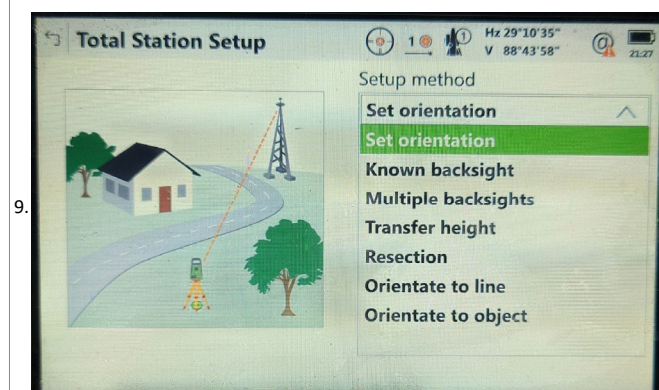 Total Station Setup
1
1
Hz 29°10'35"
V 88°43'58"
@
21:27
Setup method
Set orientation
Set orientation
Known backsight
Multiple backsights
Transfer height
Resection
Orientate to line
Orientate to object
9.